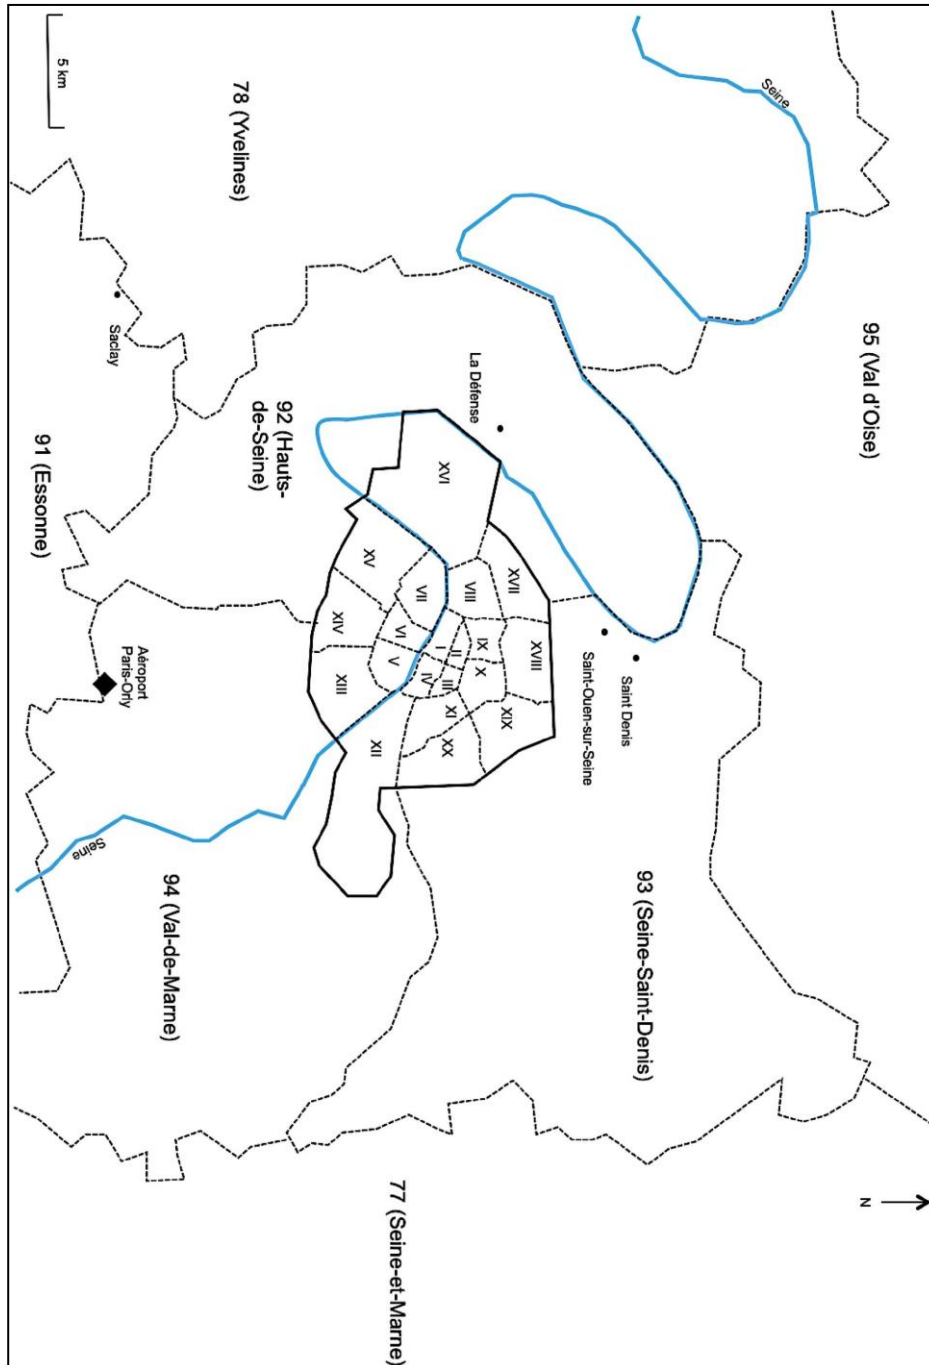 95 (Val d'Oise)
N
Seine
93 (Seine-Saint-Denis)
Saint Denis
Saint-Ouen-sur-Seine
XVIII
XVII
XIX
IX
X
La Défense
VIII
II
III
XI
XX
XVI
I
IV
VII
VI
V
77 (Seine-et-Marne)
XII
XV
XIV
XIII
92 (Hauts-
de-Seine)
78 (Yvelines)
94 (Val-de-Marne)
Aéroport
Paris-Orly
Saclay
Seine
5 km
91 (Essonne)